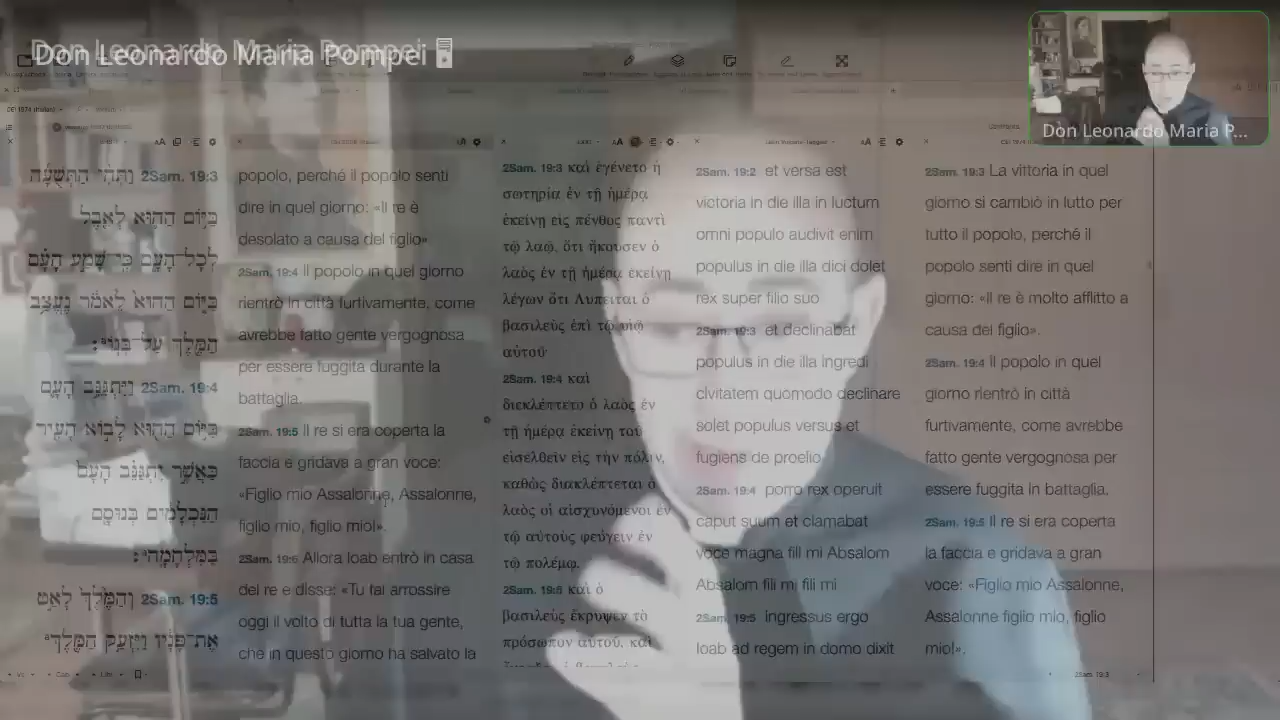 Don Leonardo Maria Pompei
Don Leonardo Maria P...
2Sam. 19:3 וַתְּהִי הַתְּשֻׁעָה
בַּיּוֹם הַהוּא לְאֵבֶל
לְכָל־הָעָם כִּי־שָׁמַע הָעָם
בַּיּוֹם הַהוּא לֵאמֹר נֶעֱצַב
הַמֶּלֶךְ עַל־בְּנוֹ׃
2Sam. 19:4 וַיִּתְגַּנֵּב הָעָם
בַּיּוֹם הַהוּא לָבוֹא הָעִיר
כַּאֲשֶׁר יִתְגַּנֵּב הָעָם
הַנִּכְלָמִים בְּנוּסָם
בַּמִּלְחָמָה׃
2Sam. 19:5 וְהַמֶּלֶךְ לָאַט
אֶת־פָּנָיו וַיִּזְעַק הַמֶּלֶךְ
popolo, perché il popolo sentì
dire in quel giorno: «Il re è
desolato a causa del figlio»
2Sam. 19:4 Il popolo in quel giorno
rientrò in città furtivamente, come
avrebbe fatto gente vergognosa
per essere fuggita durante la
battaglia.
2Sam. 19:5 Il re si era coperta la
faccia e gridava a gran voce:
«Figlio mio Assalonne, Assalonne,
figlio mio, figlio mio!».
2Sam. 19:6 Allora Ioab entrò in casa
del re e disse: «Tu fai arrossire
oggi il volto di tutta la tua gente,
che in questo giorno ha salvato la
2Sam. 19:3 καὶ ἐγένετο ἡ
σωτηρία ἐν τῇ ἡμέρᾳ
ἐκείνῃ εἰς πένθος παντὶ
τῷ λαῷ, ὅτι ἤκουσεν ὁ
λαὸς ἐν τῇ ἡμέρᾳ ἐκείνῃ
λέγων ὅτι Λυπεῖται ὁ
βασιλεὺς ἐπὶ τῷ υἱῷ
αὐτοῦ·
2Sam. 19:4 καὶ
διεκλέπτετο ὁ λαὸς ἐν
τῇ ἡμέρᾳ ἐκείνῃ τοῦ
εἰσελθεῖν εἰς τὴν πόλιν,
καθὼς διακλέπτεται ὁ
λαὸς οἱ αἰσχυνόμενοι ἐν
τῷ αὐτοὺς φεύγειν ἐν
τῷ πολέμῳ.
2Sam. 19:5 καὶ ὁ
βασιλεὺς ἔκρυψεν τὸ
πρόσωπον αὐτοῦ, καὶ
2Sam. 19:2 et versa est
victoria in die illa in luctum
omni populo audivit enim
populus in die illa dici dolet
rex super filio suo
2Sam. 19:3 et declinabat
populus in die illa ingredi
civitatem quomodo declinare
solet populus versus et
fugiens de proelio
2Sam. 19:4 porro rex operuit
caput suum et clamabat
voce magna fili mi Absalom
Absalom fili mi fili mi
2Sam. 19:5 ingressus ergo
Ioab ad regem in domo dixit
2Sam. 19:3 La vittoria in quel
giorno si cambiò in lutto per
tutto il popolo, perché il
popolo sentì dire in quel
giorno: «Il re è molto afflitto a
causa del figlio».
2Sam. 19:4 Il popolo in quel
giorno rientrò in città
furtivamente, come avrebbe
fatto gente vergognosa per
essere fuggita in battaglia.
2Sam. 19:5 Il re si era coperta
la faccia e gridava a gran
voce: «Figlio mio Assalonne,
Assalonne figlio mio, figlio
mio!».
2Sam. 19:3